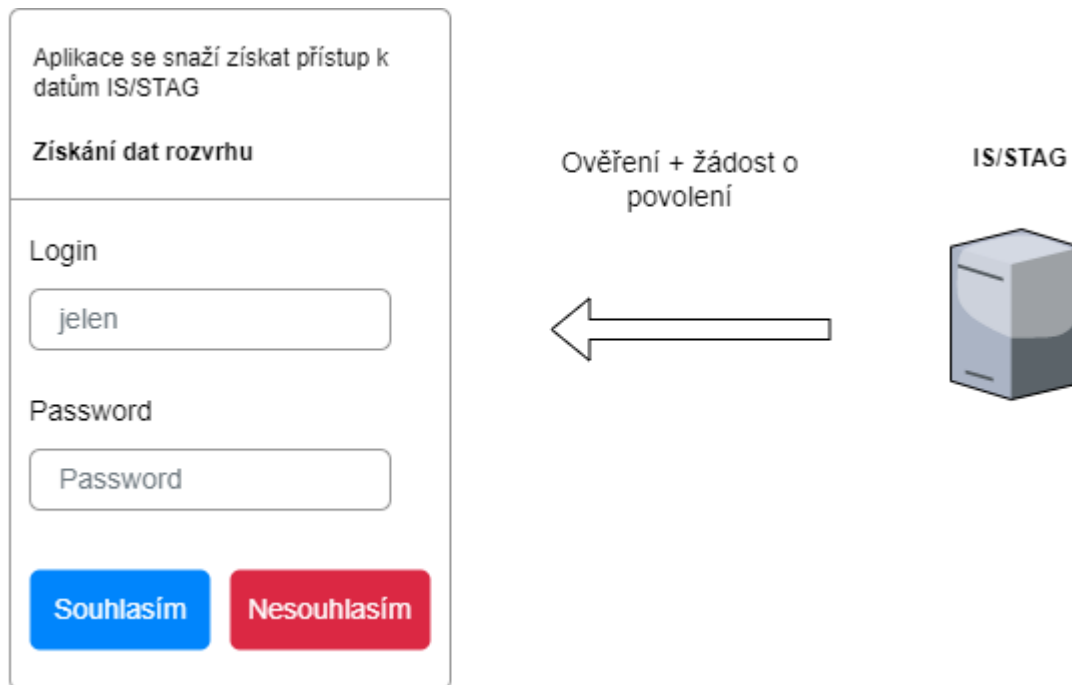 Aplikace se snaží získat přístup k
datům IS/STAG
Získání dat rozvrhu
Login
jelen
Password
Password
Souhlasím
Nesouhlasím
Ověření + žádost o
povolení
IS/STAG